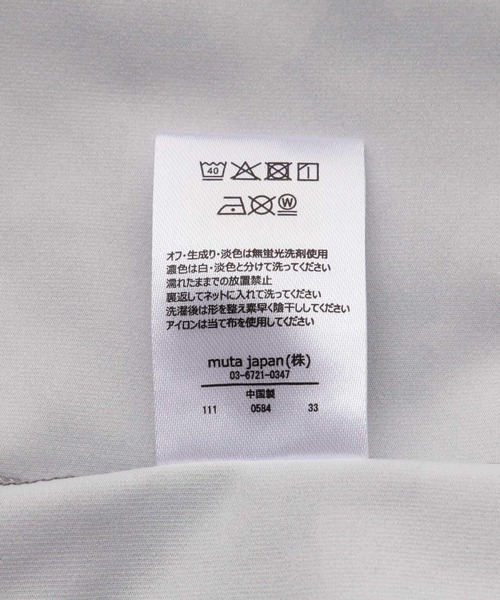 40
W
オフ・生成り・淡色は無蛍光洗剤使用
濃色は白・淡色と分けて洗ってください
濡れたままでの放置禁止
裏返してネットに入れて洗ってください
洗濯後は形を整え素早く陰干ししてください
アイロンは当て布を使用してください
muta japan(株)
03-6721-0347
中国製
111 0584 33